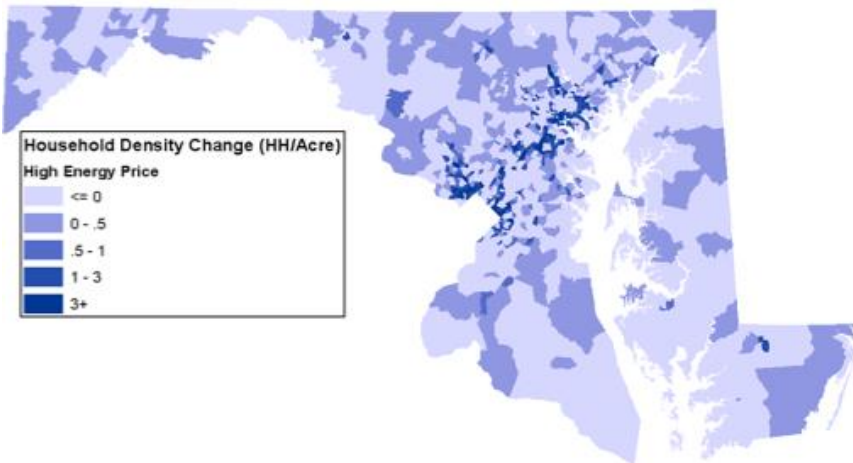 Household Density Change (HH/Acre)
High Energy Price
<= 0
0 - .5
.5 - 1
1 - 3
3+